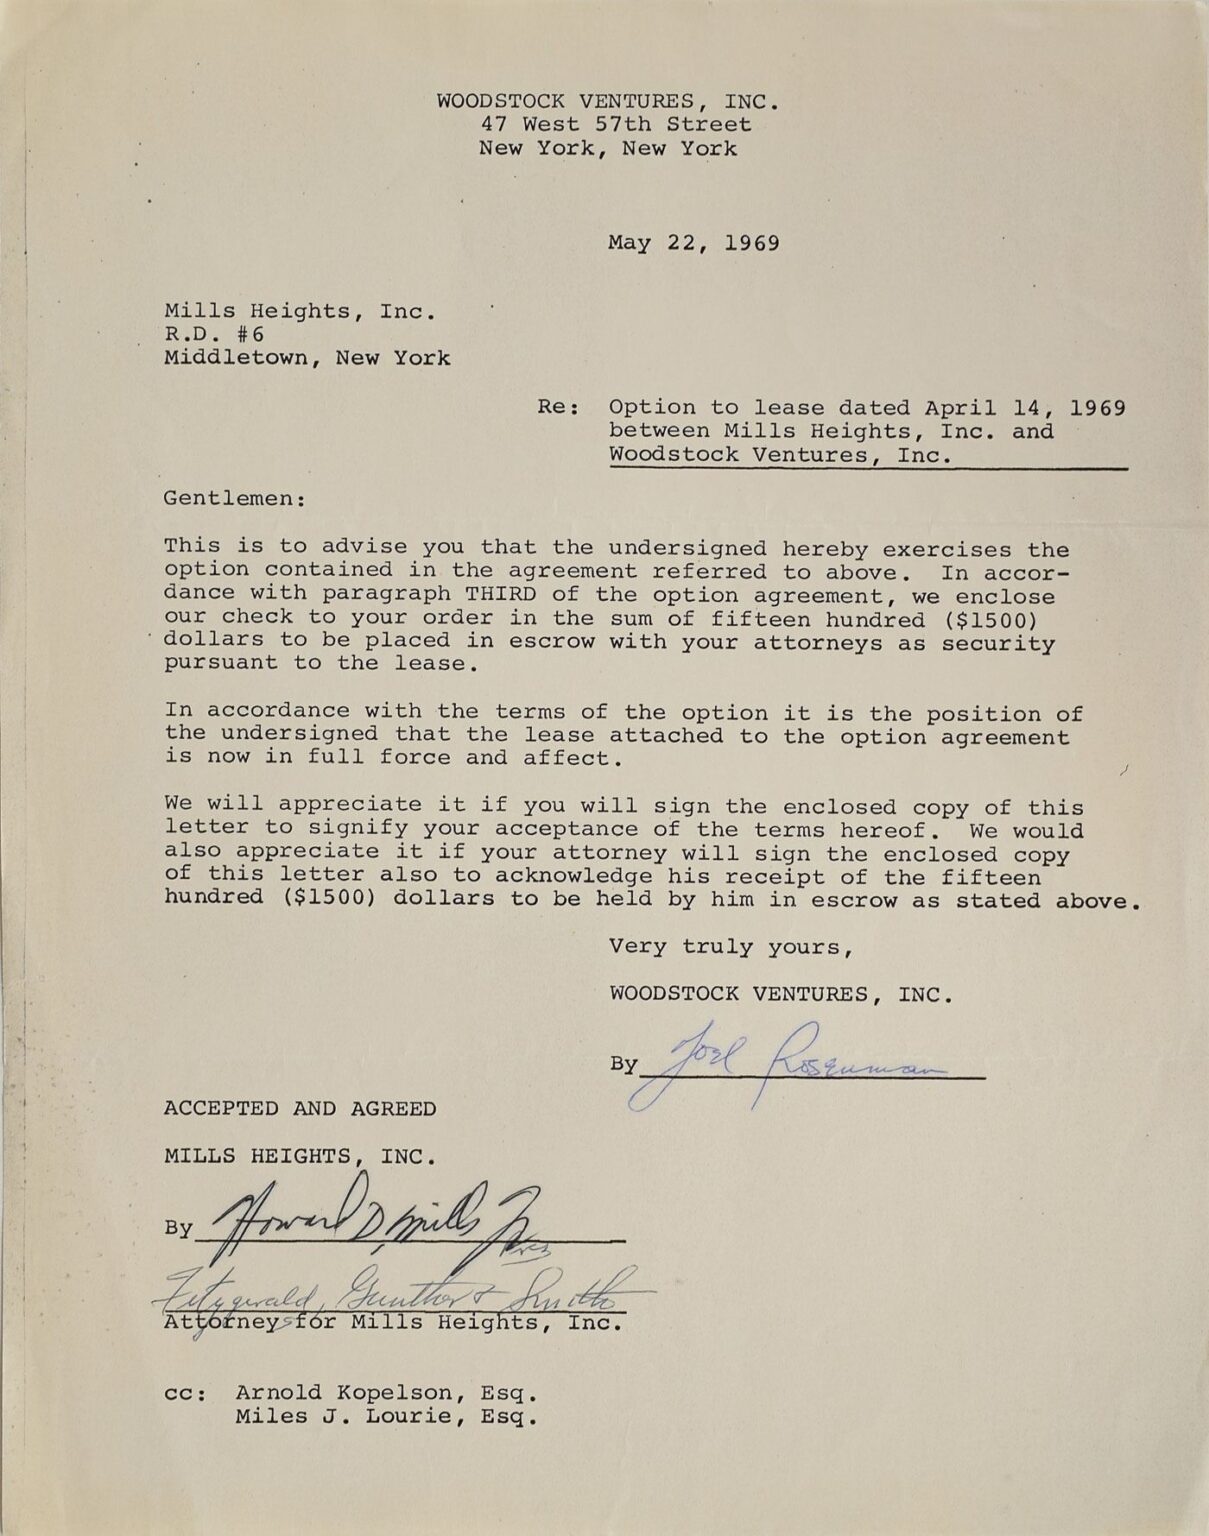 WOODSTOCK VENTURES, INC.
47 West 57th Street
New York, New York
May 22, 1969
Mills Heights, Inc.
R.D. #6
Middletown, New York
Re: Option to lease dated April 14, 1969
between Mills Heights, Inc. and
Woodstock Ventures, Inc.
Gentlemen:
This is to advise you that the undersigned hereby exercises the
option contained in the agreement referred to above. In accor-
dance with paragraph THIRD of the option agreement, we enclose
our check to your order in the sum of fifteen hundred ($1500)
dollars to be placed in escrow with your attorneys as security
pursuant to the lease.
In accordance with the terms of the option it is the position of
the undersigned that the lease attached to the option agreement
is now in full force and affect.
We will appreciate it if you will sign the enclosed copy of this
letter to signify your acceptance of the terms hereof. We would
also appreciate it if your attorney will sign the enclosed copy
of this letter also to acknowledge his receipt of the fifteen
hundred ($1500) dollars to be held by him in escrow as stated above.
Very truly yours,
WOODSTOCK VENTURES, INC.
By Joel Rosenman
ACCEPTED AND AGREED
MILLS HEIGHTS, INC.
By Howard D. Mills Jr
Pres
Fitzgerald, Gunther & Smith
Attorneys for Mills Heights, Inc.
cc: Arnold Kopelson, Esq.
Miles J. Lourie, Esq.